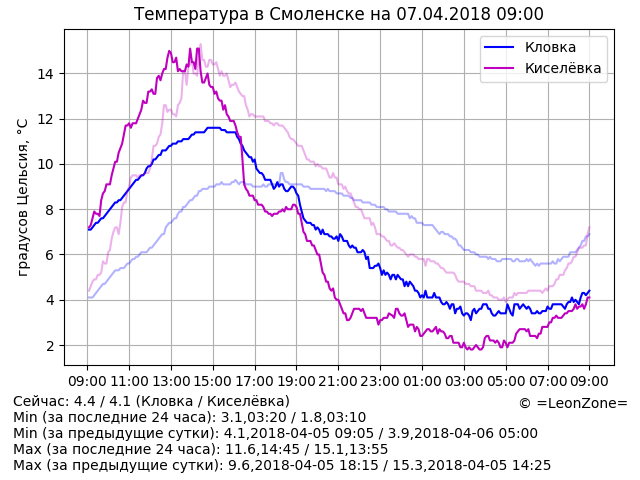 Температура в Смоленске на 07.04.2018 09:00
Кловка
Киселёвка
градусов Цельсия, °C
14
12
10
8
6
4
2
09:00 11:00 13:00 15:00 17:00 19:00 21:00 23:00 01:00 03:00 05:00 07:00 09:00
Сейчас: 4.4 / 4.1 (Кловка / Киселёвка)
© =LeonZone=
Min (за последние 24 часа): 3.1,03:20 / 1.8,03:10
Min (за предыдущие сутки): 4.1,2018-04-05 09:05 / 3.9,2018-04-06 05:00
Max (за последние 24 часа): 11.6,14:45 / 15.1,13:55
Max (за предыдущие сутки): 9.6,2018-04-05 18:15 / 15.3,2018-04-05 14:25